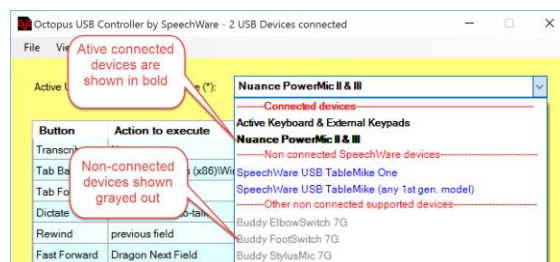 Octopus USB Controller by SpeechWare - 2 USB Devices connected
File Vie
Ative connected
devices are
shown in bold
Active U
e (*):
Nuance PowerMic II & III
Connected devices
Active Keyboard & External Keypads
Nuance PowerMic II & III
Non connected SpeechWare devices
SpeechWare USB TableMike One
SpeechWare USB TableMike (any 1st gen. model)
Other non connected supported devices
Buddy ElbowSwitch 7G
Buddy FootSwitch 7G
Buddy StylusMic 7G
Button Action to execute
Transcrib
Tab Ba s (x86)\Wi
Tab Fo
Dictate o-talk
Rewind previous field
Fast Forward Dragon Next Field
Non-connected
devices shown
grayed out